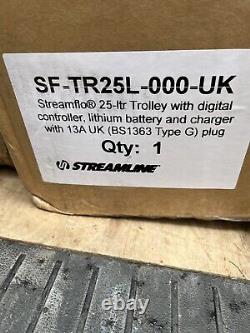 SF-TR25L-000-UK
Streamflo® 25-ltr Trolley with digital
controller, lithium battery and charger
with 13A UK (BS1363 Type G) plug
Qty: 1
STREAMLINE®